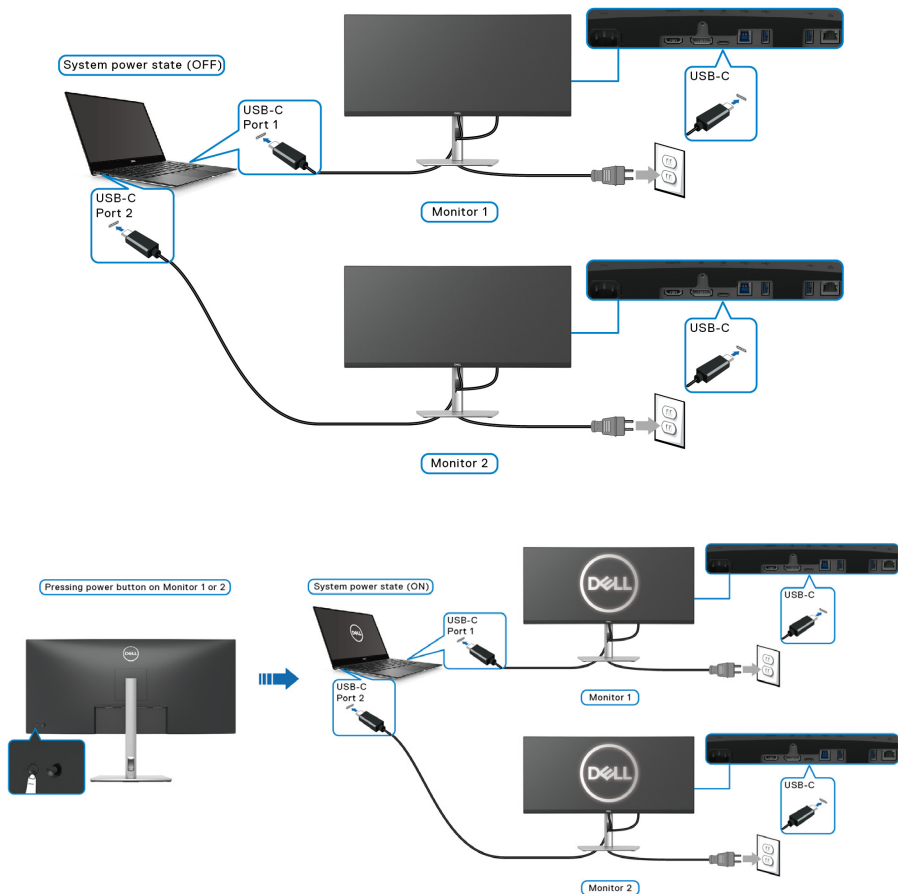 System power state (OFF)
USB-C
Port 1
USB-C
Port 2
USB-C
Monitor 1
USB-C
Monitor 2
Pressing power button on Monitor 1 or 2
DELL
System power state (ON)
DELL
USB-C
Port 1
USB-C
Port 2
DELL
USB-C
Monitor 1
DELL
USB-C
Monitor 2